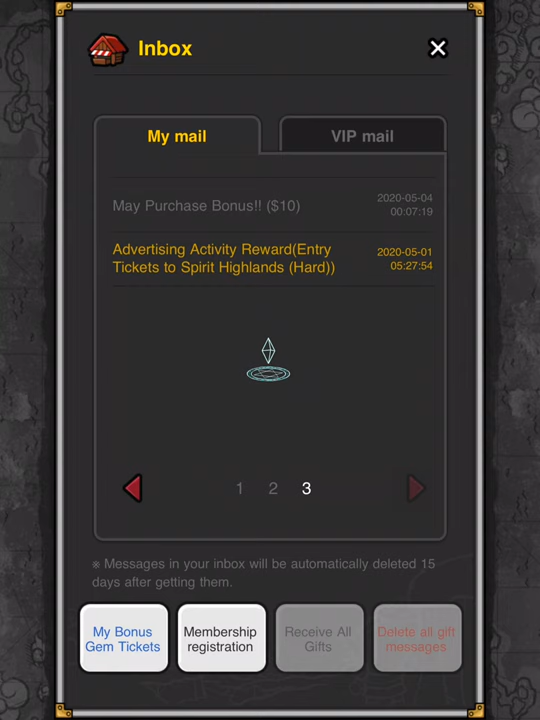 Inbox
My mail
VIP mail
May Purchase Bonus!! ($10)
2020-05-04
00:07:19
Advertising Activity Reward(Entry
Tickets to Spirit Highlands (Hard))
2020-05-01
05:27:54
1 2 3
※ Messages in your inbox will be automatically deleted 15
days after getting them.
My Bonus
Gem Tickets
Membership
registration
Receive All
Gifts
Delete all gift
messages